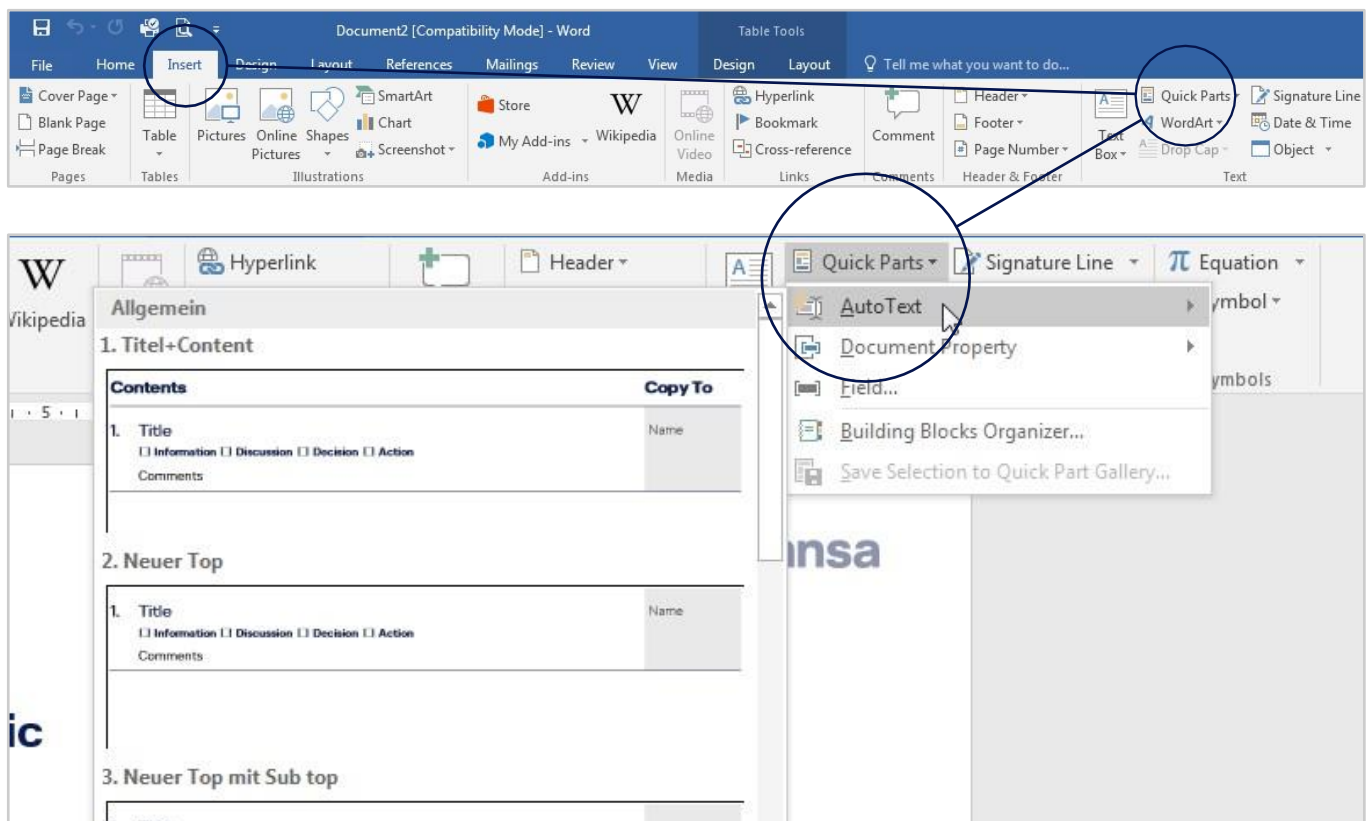 Document2 [Compatibility Mode] - Word
Table Tools
File Home Insert Design Layout References Mailings Review View Design Layout Tell me what you want to do...
Cover Page
Blank Page
Page Break
Pages
Table
Tables
Pictures
Online Pictures
Shapes
SmartArt
Chart
Screenshot
Illustrations
Store
My Add-ins
W
Wikipedia
Add-ins
Online Video
Media
Hyperlink
Bookmark
Cross-reference
Links
Comment
Comments
Header
Footer
Page Number
Header & Footer
A
Text Box
Quick Parts
WordArt
Drop Cap
Signature Line
Date & Time
Object
Text
W
Wikipedia
Hyperlink
Header
A
Quick Parts
Signature Line
π Equation
ymbol
ymbols
AutoText
Document Property
Field...
Building Blocks Organizer...
Save Selection to Quick Part Gallery...
· 5 ·
Allgemein
1. Titel+Content
Contents Copy To
1. Title Name
☐ Information ☐ Discussion ☐ Decision ☐ Action
Comments
2. Neuer Top
1. Title Name
☐ Information ☐ Discussion ☐ Decision ☐ Action
Comments
3. Neuer Top mit Sub top
nsa
ic